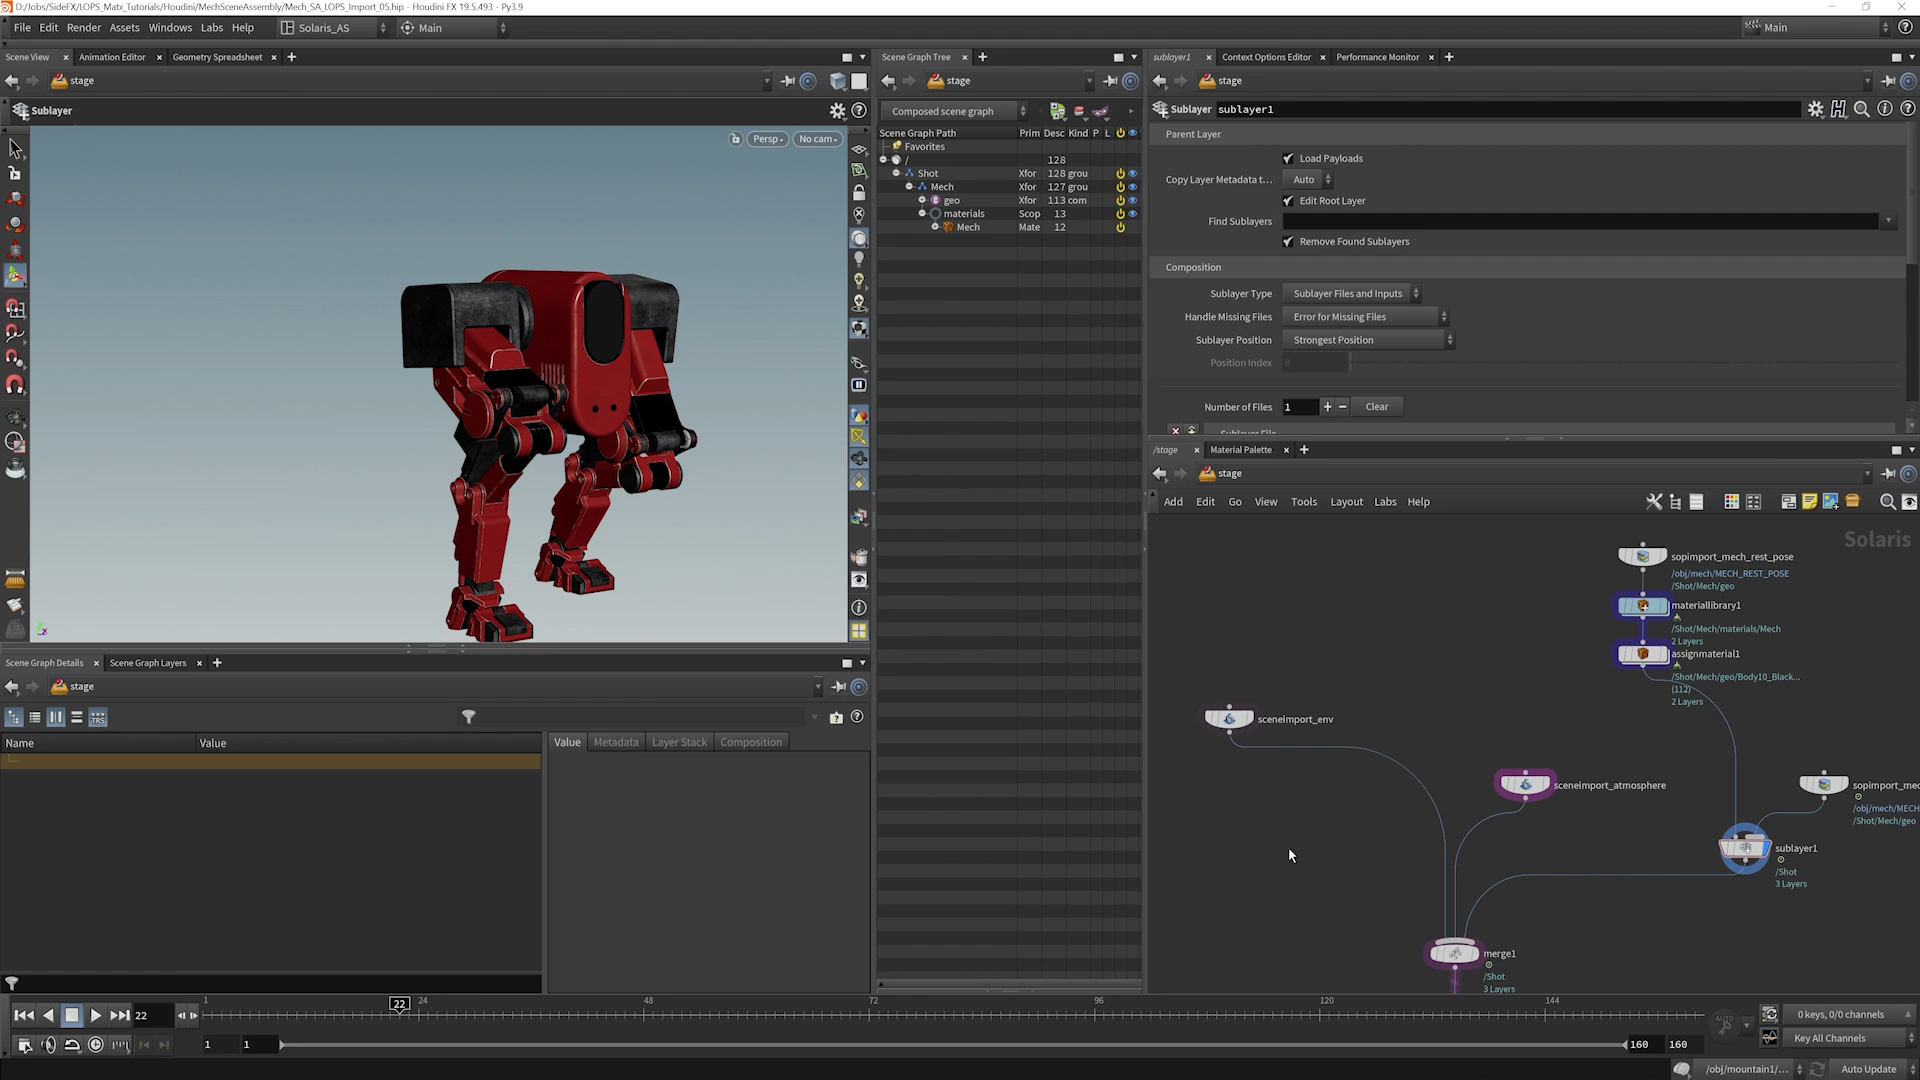 D:/Jobs/SideFX/LOPS_Matx_Tutorials/Houdini/MechSceneAssembly/Mech_SA_LOPS_Import_05.hip - Houdini FX 19.5.493 - Py3.9
File Edit Render Assets Windows Labs Help Solaris_AS Main Main
Scene View Animation Editor Geometry Spreadsheet
stage
Sublayer
Persp No cam
Scene Graph Tree
stage
Composed scene graph
Scene Graph Path Prim Desc Kind P L
Favorites
/ 128
Shot Xfor 128 grou
Mech Xfor 127 grou
geo Xfor 113 com
materials Scop 13
Mech Mate 12
sublayer1 Context Options Editor Performance Monitor
stage
Sublayer sublayer1
Parent Layer
Load Payloads
Copy Layer Metadata t... Auto
Edit Root Layer
Find Sublayers
Remove Found Sublayers
Composition
Sublayer Type Sublayer Files and Inputs
Handle Missing Files Error for Missing Files
Sublayer Position Strongest Position
Position Index 0
Number of Files 1 Clear
Sublayer File
/stage Material Palette
stage
Add Edit Go View Tools Layout Labs Help
Solaris
sopimport_mech_rest_pose
/obj/mech/MECH_REST_POSE
/Shot/Mech/geo
materiallibrary1
/Shot/Mech/materials/Mech
2 Layers
assignmaterial1
/Shot/Mech/geo/Body10_Black...
(112)
2 Layers
sceneimport_env
sceneimport_atmosphere
sopimport_mec
/obj/mech/MECH
/Shot/Mech/geo
sublayer1
/Shot
3 Layers
merge1
/Shot
3 Layers
Scene Graph Details Scene Graph Layers
stage
Name Value
Value Metadata Layer Stack Composition
22 1 22 24 48 72 96 120 144
0 keys, 0/0 channels
AUTO
1 1 160 160
Key All Channels
/obj/mountain1/... Auto Update